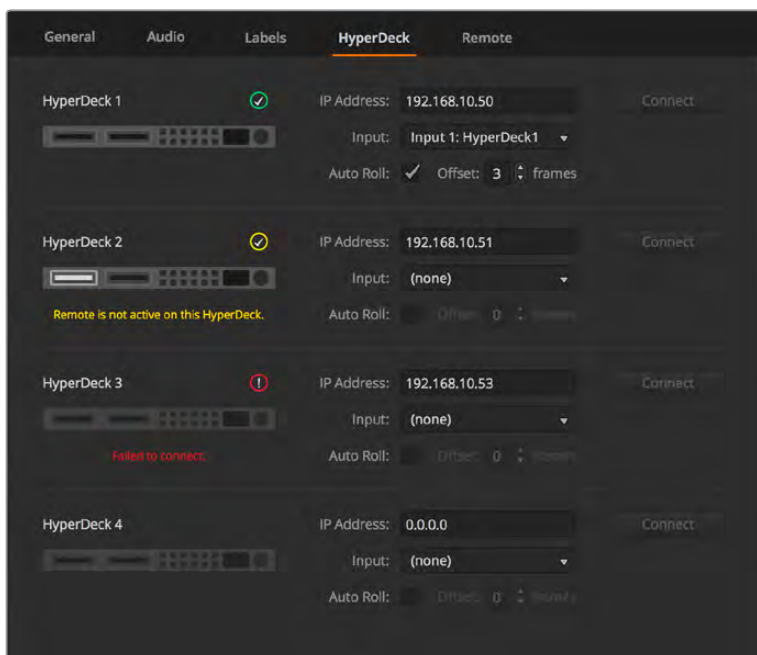 General Audio Labels HyperDeck Remote
HyperDeck 1 IP Address: 192.168.10.50 Connect
Input: Input 1: HyperDeck1
Auto Roll: Offset: 3 frames
HyperDeck 2 IP Address: 192.168.10.51 Connect
Input: (none)
Remote is not active on this HyperDeck. Auto Roll: Offset: 0 frames
HyperDeck 3 IP Address: 192.168.10.53 Connect
Input: (none)
Failed to connect. Auto Roll: Offset: 0 frames
HyperDeck 4 IP Address: 0.0.0.0 Connect
Input: (none)
Auto Roll: Offset: 0 frames